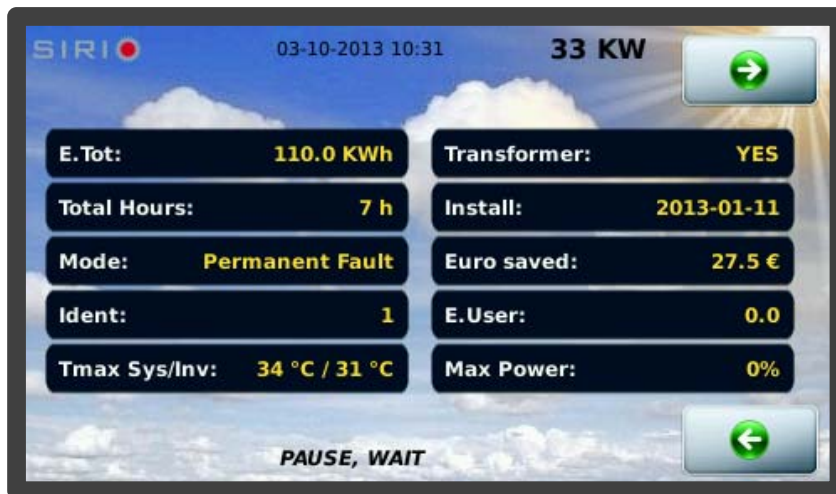 SIRIO 03-10-2013 10:31 33 KW
E.Tot: 110.0 KWh Transformer: YES
Total Hours: 7 h Install: 2013-01-11
Mode: Permanent Fault Euro saved: 27.5 €
Ident: 1 E.User: 0.0
Tmax Sys/Inv: 34 °C / 31 °C Max Power: 0%
PAUSE, WAIT